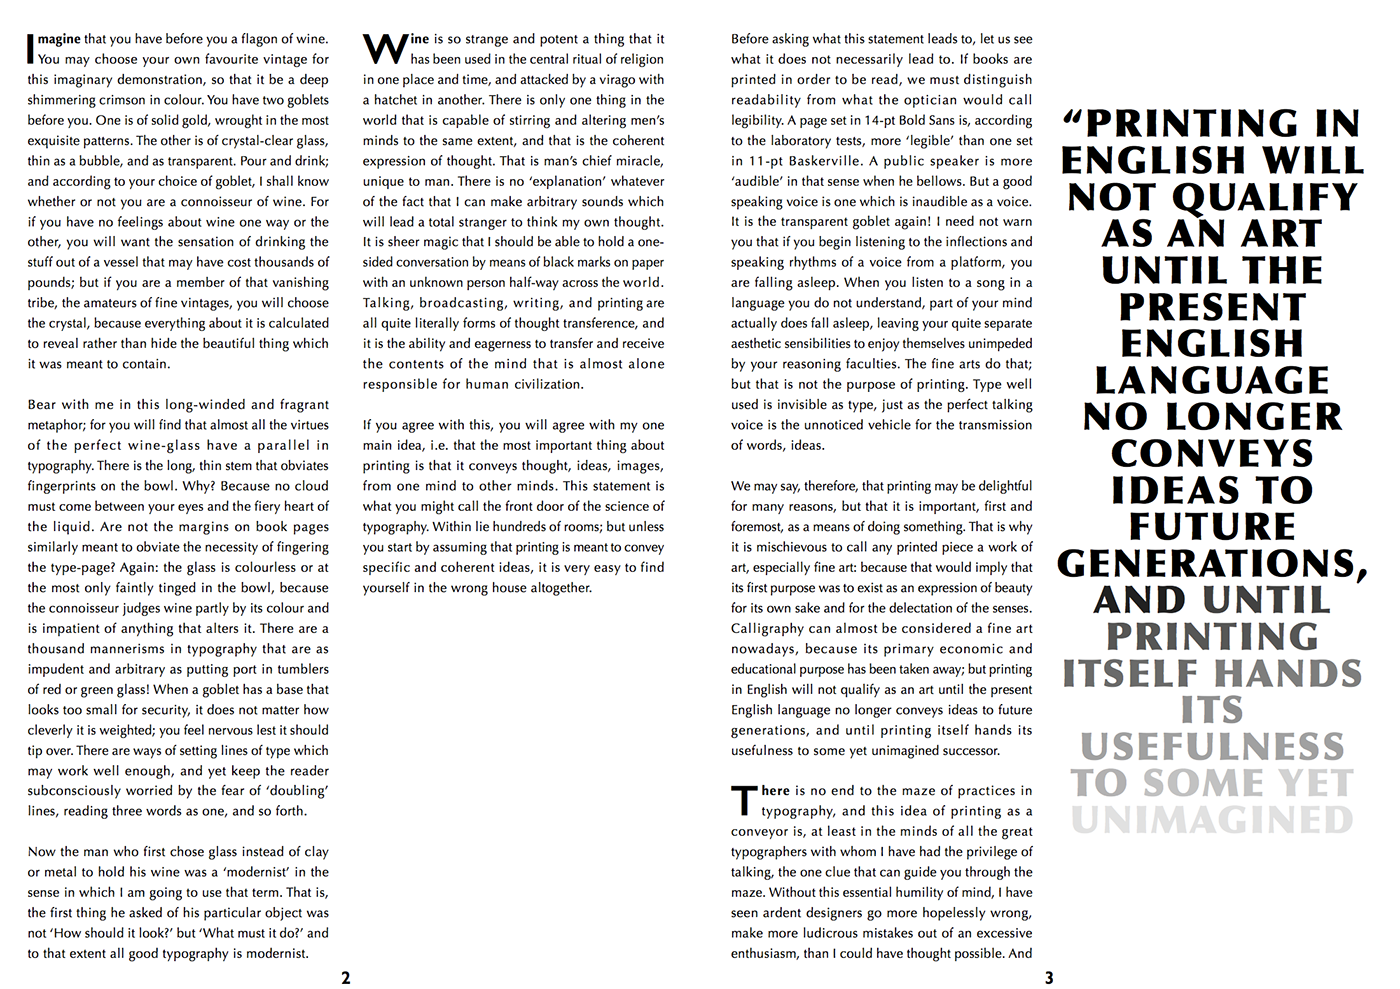 Imagine that you have before you a flagon of wine.
You may choose your own favourite vintage for
this imaginary demonstration, so that it be a deep
shimmering crimson in colour. You have two goblets
before you. One is of solid gold, wrought in the most
exquisite patterns. The other is of crystal-clear glass,
thin as a bubble, and as transparent. Pour and drink;
and according to your choice of goblet, I shall know
whether or not you are a connoisseur of wine. For
if you have no feelings about wine one way or the
other, you will want the sensation of drinking the
stuff out of a vessel that may have cost thousands of
pounds; but if you are a member of that vanishing
tribe, the amateurs of fine vintages, you will choose
the crystal, because everything about it is calculated
to reveal rather than hide the beautiful thing which
it was meant to contain.
Bear with me in this long-winded and fragrant
metaphor; for you will find that almost all the virtues
of the perfect wine-glass have a parallel in
typography. There is the long, thin stem that obviates
fingerprints on the bowl. Why? Because no cloud
must come between your eyes and the fiery heart of
the liquid. Are not the margins on book pages
similarly meant to obviate the necessity of fingering
the type-page? Again: the glass is colourless or at
the most only faintly tinged in the bowl, because
the connoisseur judges wine partly by its colour and
is impatient of anything that alters it. There are a
thousand mannerisms in typography that are as
impudent and arbitrary as putting port in tumblers
of red or green glass! When a goblet has a base that
looks too small for security, it does not matter how
cleverly it is weighted; you feel nervous lest it should
tip over. There are ways of setting lines of type which
may work well enough, and yet keep the reader
subconsciously worried by the fear of ‘doubling’
lines, reading three words as one, and so forth.
Now the man who first chose glass instead of clay
or metal to hold his wine was a ‘modernist’ in the
sense in which I am going to use that term. That is,
the first thing he asked of his particular object was
not ‘How should it look?’ but ‘What must it do?’ and
to that extent all good typography is modernist.
Wine is so strange and potent a thing that it
has been used in the central ritual of religion
in one place and time, and attacked by a virago with
a hatchet in another. There is only one thing in the
world that is capable of stirring and altering men’s
minds to the same extent, and that is the coherent
expression of thought. That is man’s chief miracle,
unique to man. There is no ‘explanation’ whatever
of the fact that I can make arbitrary sounds which
will lead a total stranger to think my own thought.
It is sheer magic that I should be able to hold a one-
sided conversation by means of black marks on paper
with an unknown person half-way across the world.
Talking, broadcasting, writing, and printing are
all quite literally forms of thought transference, and
it is the ability and eagerness to transfer and receive
the contents of the mind that is almost alone
responsible for human civilization.
If you agree with this, you will agree with my one
main idea, i.e. that the most important thing about
printing is that it conveys thought, ideas, images,
from one mind to other minds. This statement is
what you might call the front door of the science of
typography. Within lie hundreds of rooms; but unless
you start by assuming that printing is meant to convey
specific and coherent ideas, it is very easy to find
yourself in the wrong house altogether.
2
Before asking what this statement leads to, let us see
what it does not necessarily lead to. If books are
printed in order to be read, we must distinguish
readability from what the optician would call
legibility. A page set in 14-pt Bold Sans is, according
to the laboratory tests, more ‘legible’ than one set
in 11-pt Baskerville. A public speaker is more
‘audible’ in that sense when he bellows. But a good
speaking voice is one which is inaudible as a voice.
It is the transparent goblet again! I need not warn
you that if you begin listening to the inflections and
speaking rhythms of a voice from a platform, you
are falling asleep. When you listen to a song in a
language you do not understand, part of your mind
actually does fall asleep, leaving your quite separate
aesthetic sensibilities to enjoy themselves unimpeded
by your reasoning faculties. The fine arts do that;
but that is not the purpose of printing. Type well
used is invisible as type, just as the perfect talking
voice is the unnoticed vehicle for the transmission
of words, ideas.
We may say, therefore, that printing may be delightful
for many reasons, but that it is important, first and
foremost, as a means of doing something. That is why
it is mischievous to call any printed piece a work of
art, especially fine art: because that would imply that
its first purpose was to exist as an expression of beauty
for its own sake and for the delectation of the senses.
Calligraphy can almost be considered a fine art
nowadays, because its primary economic and
educational purpose has been taken away; but printing
in English will not qualify as an art until the present
English language no longer conveys ideas to future
generations, and until printing itself hands its
usefulness to some yet unimagined successor.
There is no end to the maze of practices in
typography, and this idea of printing as a
conveyor is, at least in the minds of all the great
typographers with whom I have had the privilege of
talking, the one clue that can guide you through the
maze. Without this essential humility of mind, I have
seen ardent designers go more hopelessly wrong,
make more ludicrous mistakes out of an excessive
enthusiasm, than I could have thought possible. And
“PRINTING IN
ENGLISH WILL
NOT QUALIFY
AS AN ART
UNTIL THE
PRESENT
ENGLISH
LANGUAGE
NO LONGER
CONVEYS
IDEAS TO
FUTURE
GENERATIONS,
AND UNTIL
PRINTING
ITSELF HANDS
ITS
USEFULNESS
TO SOME YET
UNIMAGINED
3